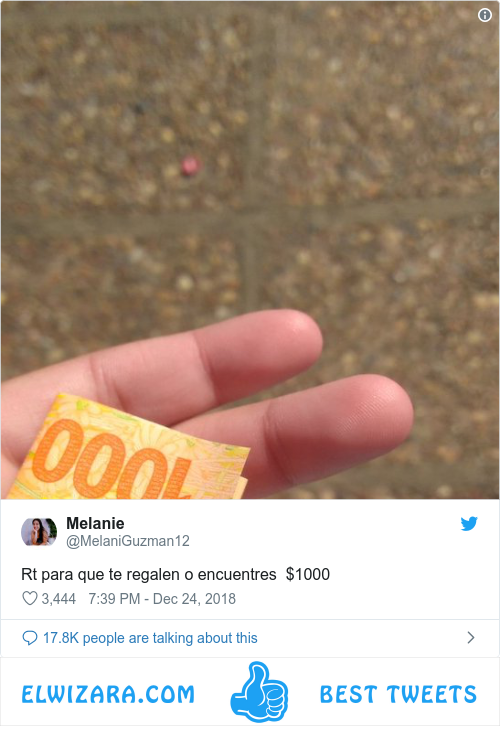 1000
Melanie
@MelaniGuzman12
Rt para que te regalen o encuentres $1000
3,444 7:39 PM - Dec 24, 2018
17.8K people are talking about this
ELWIZARA.COM BEST TWEETS